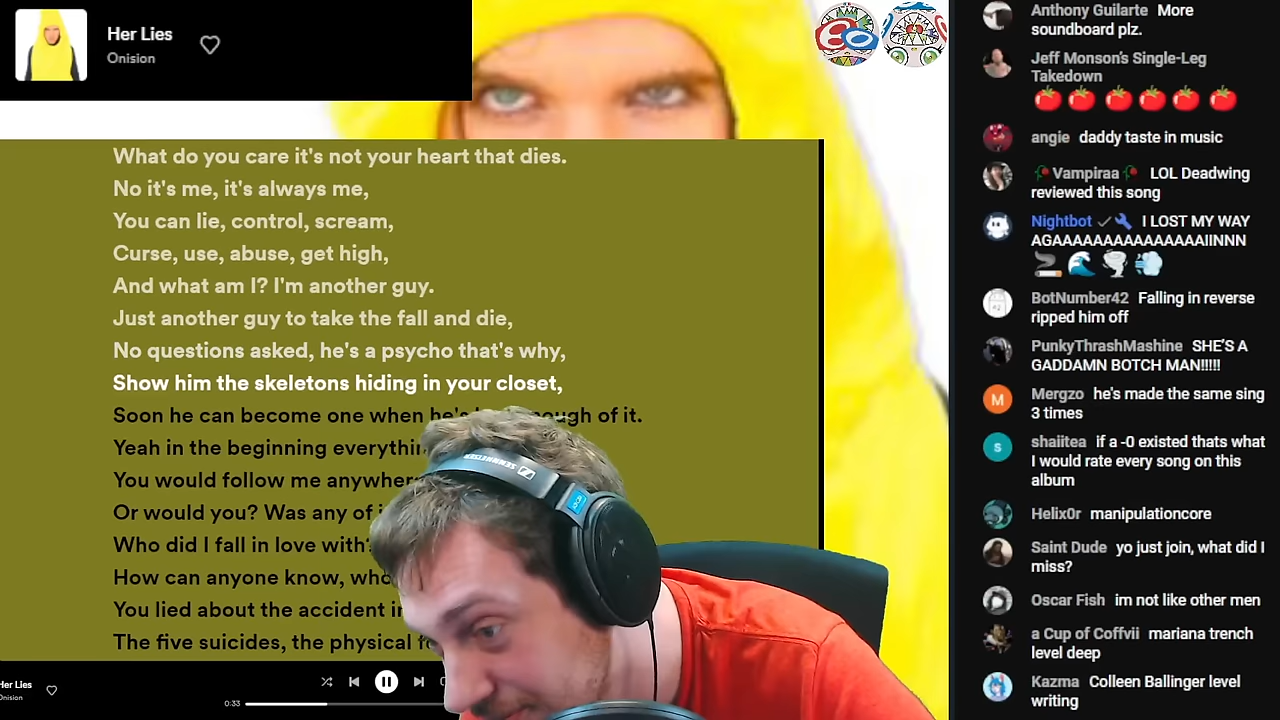 Her Lies
Onision
What do you care it's not your heart that dies.
No it's me, it's always me,
You can lie, control, scream,
Curse, use, abuse, get high,
And what am I? I'm another guy.
Just another guy to take the fall and die,
No questions asked, he's a psycho that's why,
Show him the skeletons hiding in your closet,
Soon he can become one when he's ough of it.
Yeah in the beginning
You would follow me
Or would you? Was any of
Who did I fall in love with?
How can anyone know,
You lied about the accident
The five suicides, the physical
Her Lies
Onision
0:33
SENNHEISER
Anthony Guilarte More
soundboard plz.
Jeff Monson's Single-Leg
Takedown
🍅🍅🍅🍅🍅🍅
angie daddy taste in music
🥀Vampiraa🥀 LOL Deadwing
reviewed this song
Nightbot ✓🔧 I LOST MY WAY
AGAAAAAAAAAAAAAAIINNN
🚬🌊🌪️💨
BotNumber42 Falling in reverse
ripped him off
PunkyThrashMashine SHE'S A
GADDAMN BOTCH MAN!!!!!
Mergzo he's made the same sing
3 times
shaiitea if a -0 existed thats what
I would rate every song on this
album
Helix0r manipulationcore
Saint Dude yo just join, what did I
miss?
Oscar Fish im not like other men
a Cup of Coffvii mariana trench
level deep
Kazma Colleen Ballinger level
writing